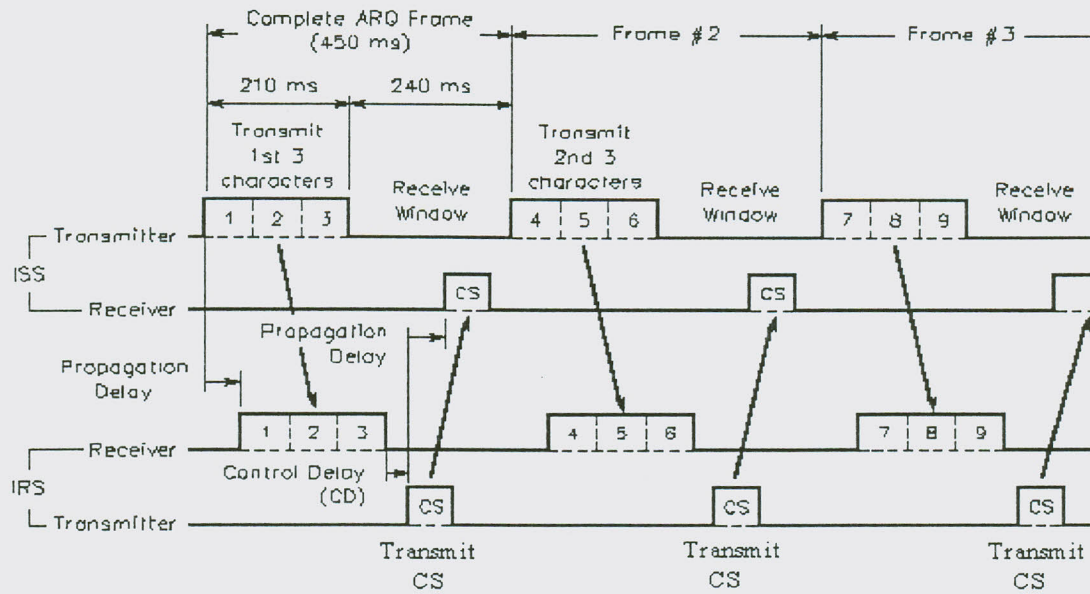 Complete ARQ Frame
(450 ms)
Frame #2
Frame #3
210 ms
240 ms
Transmit
1st 3
characters
Receive
Window
Transmit
2nd 3
characters
Receive
Window
Receive
Window
1 2 3
4 5 6
7 8 9
Transmitter
ISS
CS
CS
Receiver
Propagation
Delay
Propagation
Delay
1 2 3
4 5 6
7 8 9
Receiver
Control Delay
(CD)
IRS
CS
CS
CS
Transmitter
Transmit
CS
Transmit
CS
Transmit
CS